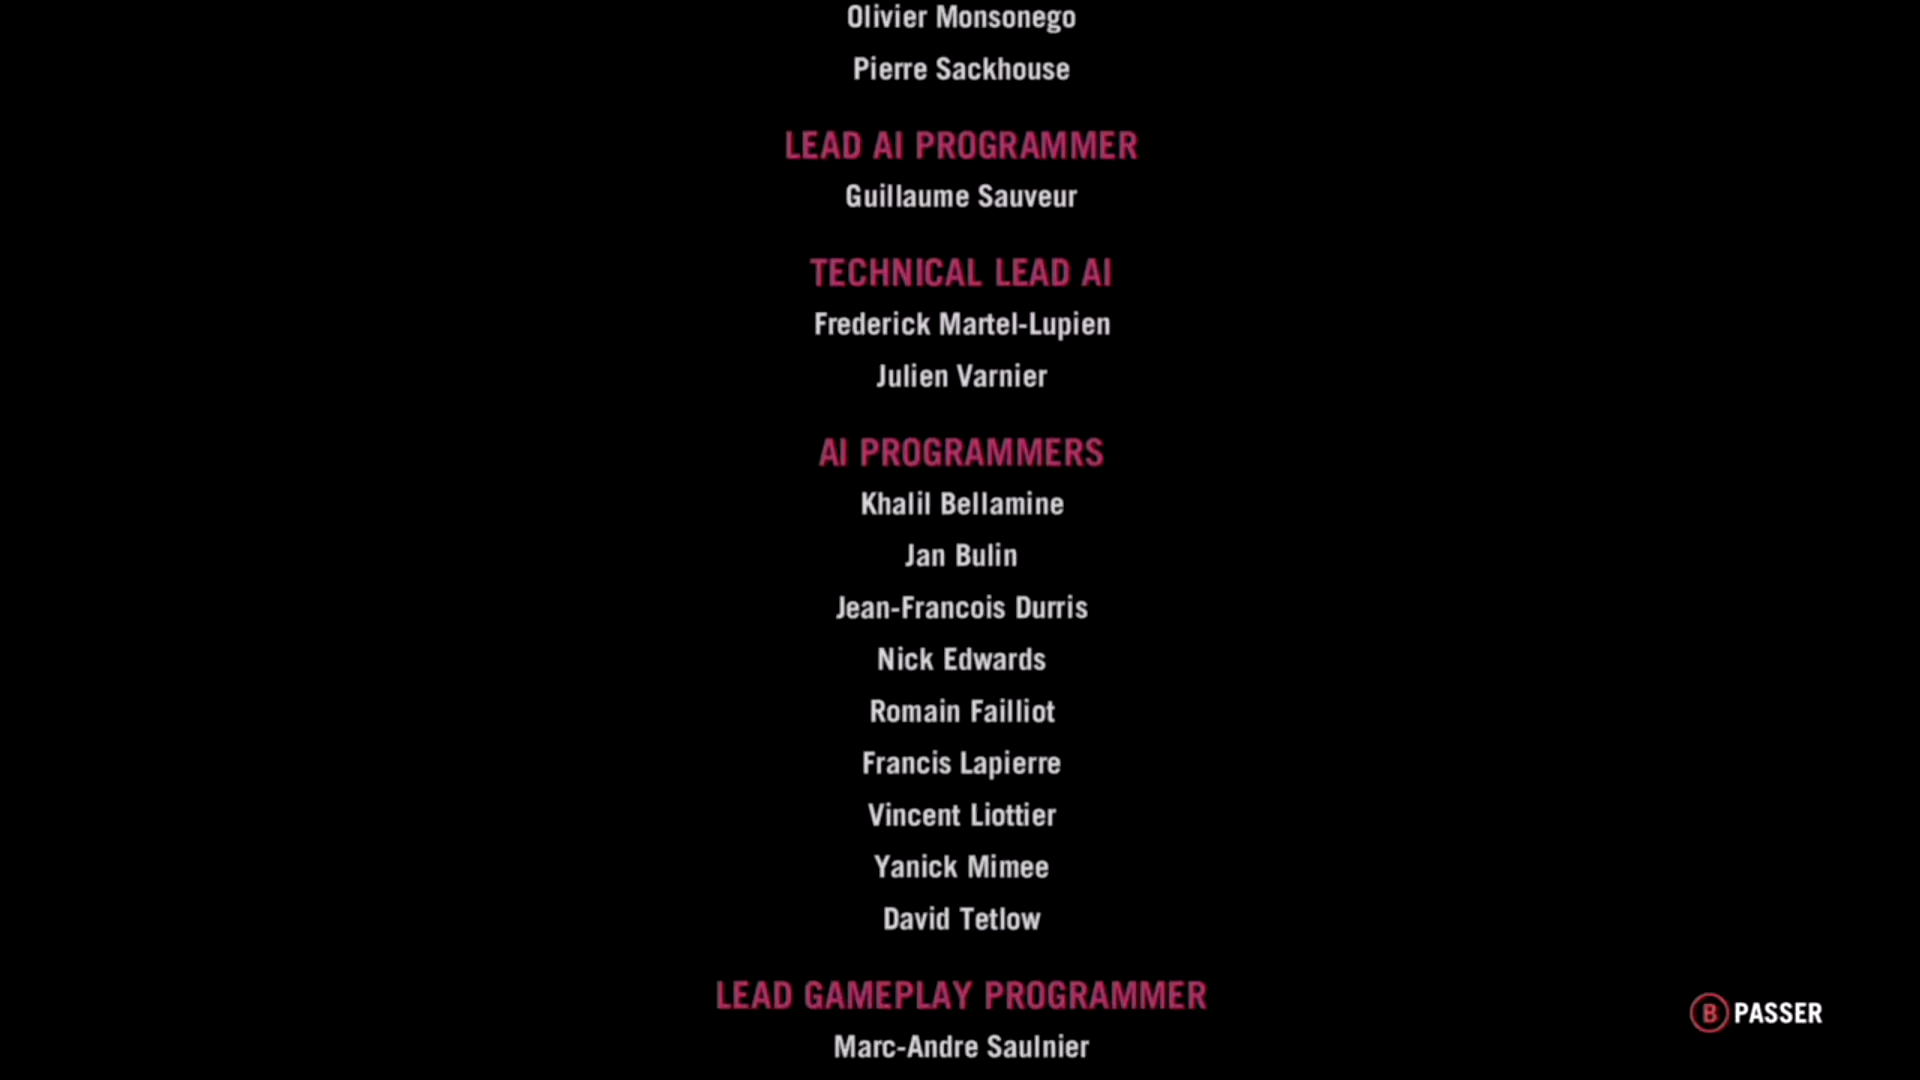 Olivier Monsonego
Pierre Sackhouse
LEAD AI PROGRAMMER
Guillaume Sauveur
TECHNICAL LEAD AI
Frederick Martel-Lupien
Julien Varnier
AI PROGRAMMERS
Khalil Bellamine
Jan Bulin
Jean-Francois Durris
Nick Edwards
Romain Failliot
Francis Lapierre
Vincent Liottier
Yanick Mimee
David Tetlow
LEAD GAMEPLAY PROGRAMMER
Marc-Andre Saulnier
B PASSER